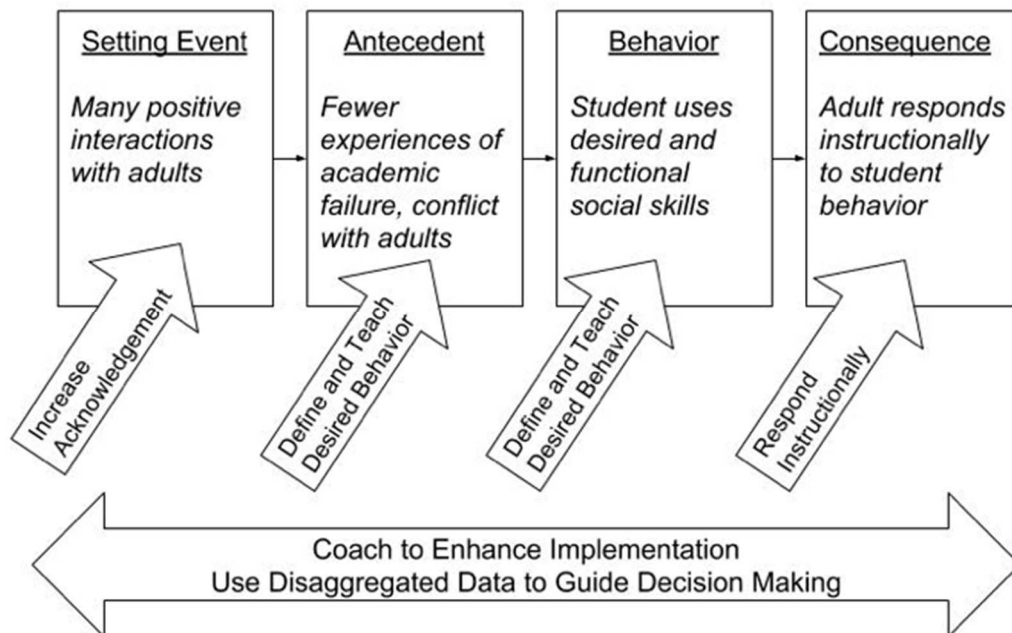 Setting Event
Many positive
interactions
with adults
Antecedent
Fewer
experiences of
academic
failure, conflict
with adults
Behavior
Student uses
desired and
functional
social skills
Consequence
Adult responds
instructionally
to student
behavior
Increase
Acknowledgement
Define and Teach
Desired Behavior
Define and Teach
Desired Behavior
Respond
Instructionally
Coach to Enhance Implementation
Use Disaggregated Data to Guide Decision Making